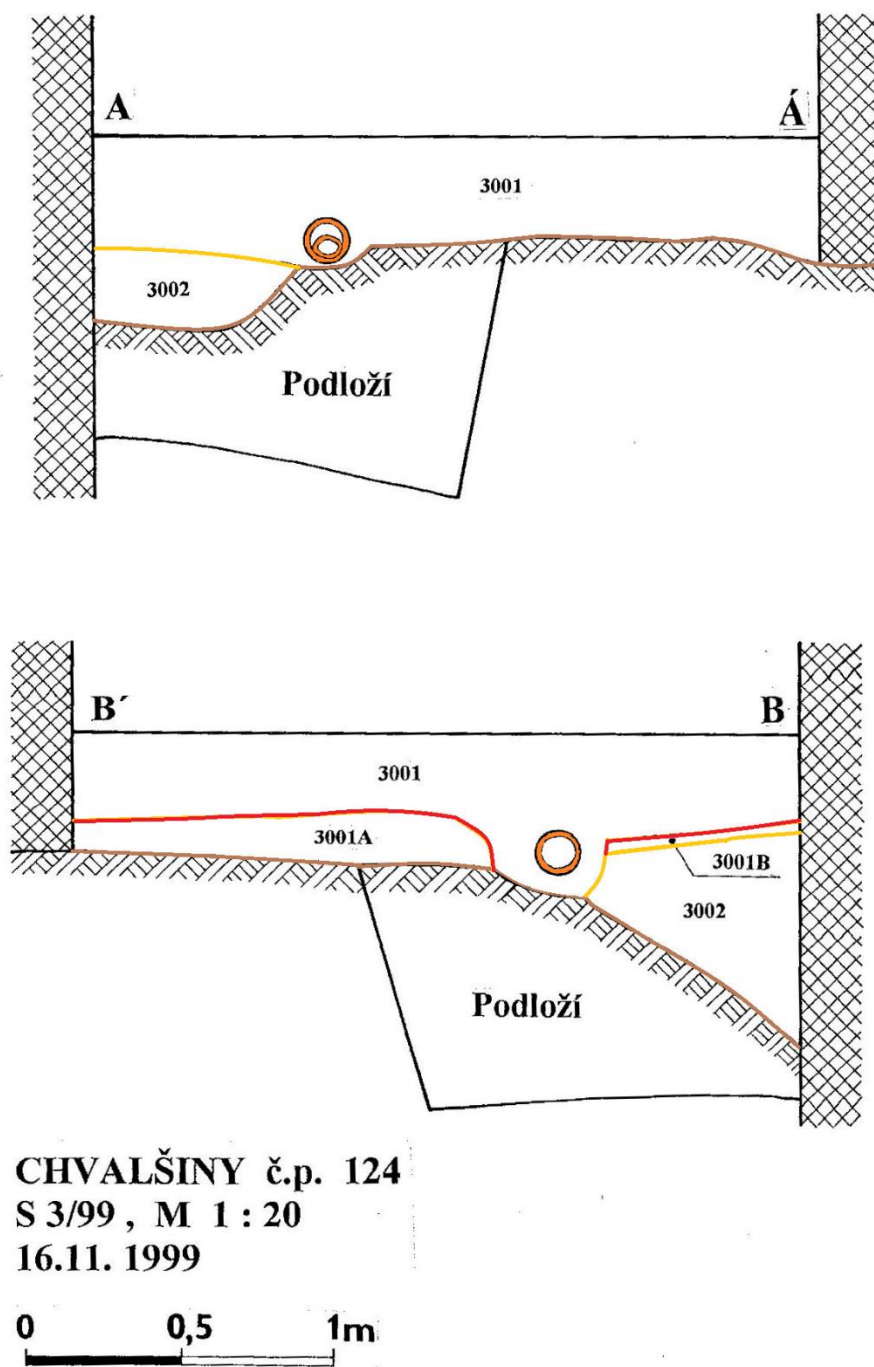 A Á
3001
3002
Podloží
B´ B
3001
3001A
3001B
3002
Podloží
CHVALŠINY č.p. 124
S 3/99 , M 1 : 20
16.11. 1999
0 0,5 1m